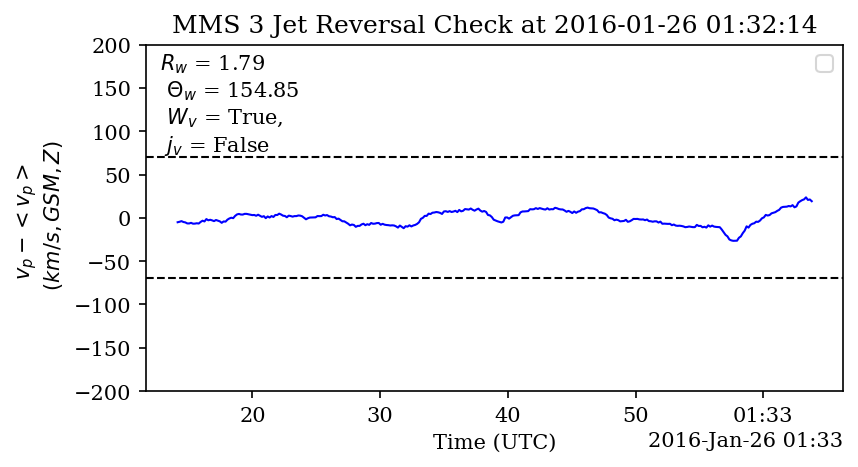 MMS 3 Jet Reversal Check at 2016-01-26 01:32:14
200
150
100
50
0
−50
−100
−150
−200
v_p − < v_p >
(km/s, GSM, Z)
R_w = 1.79
Θ_w = 154.85
W_v = True,
j_v = False
20
30
40
50
01:33
Time (UTC)
2016-Jan-26 01:33